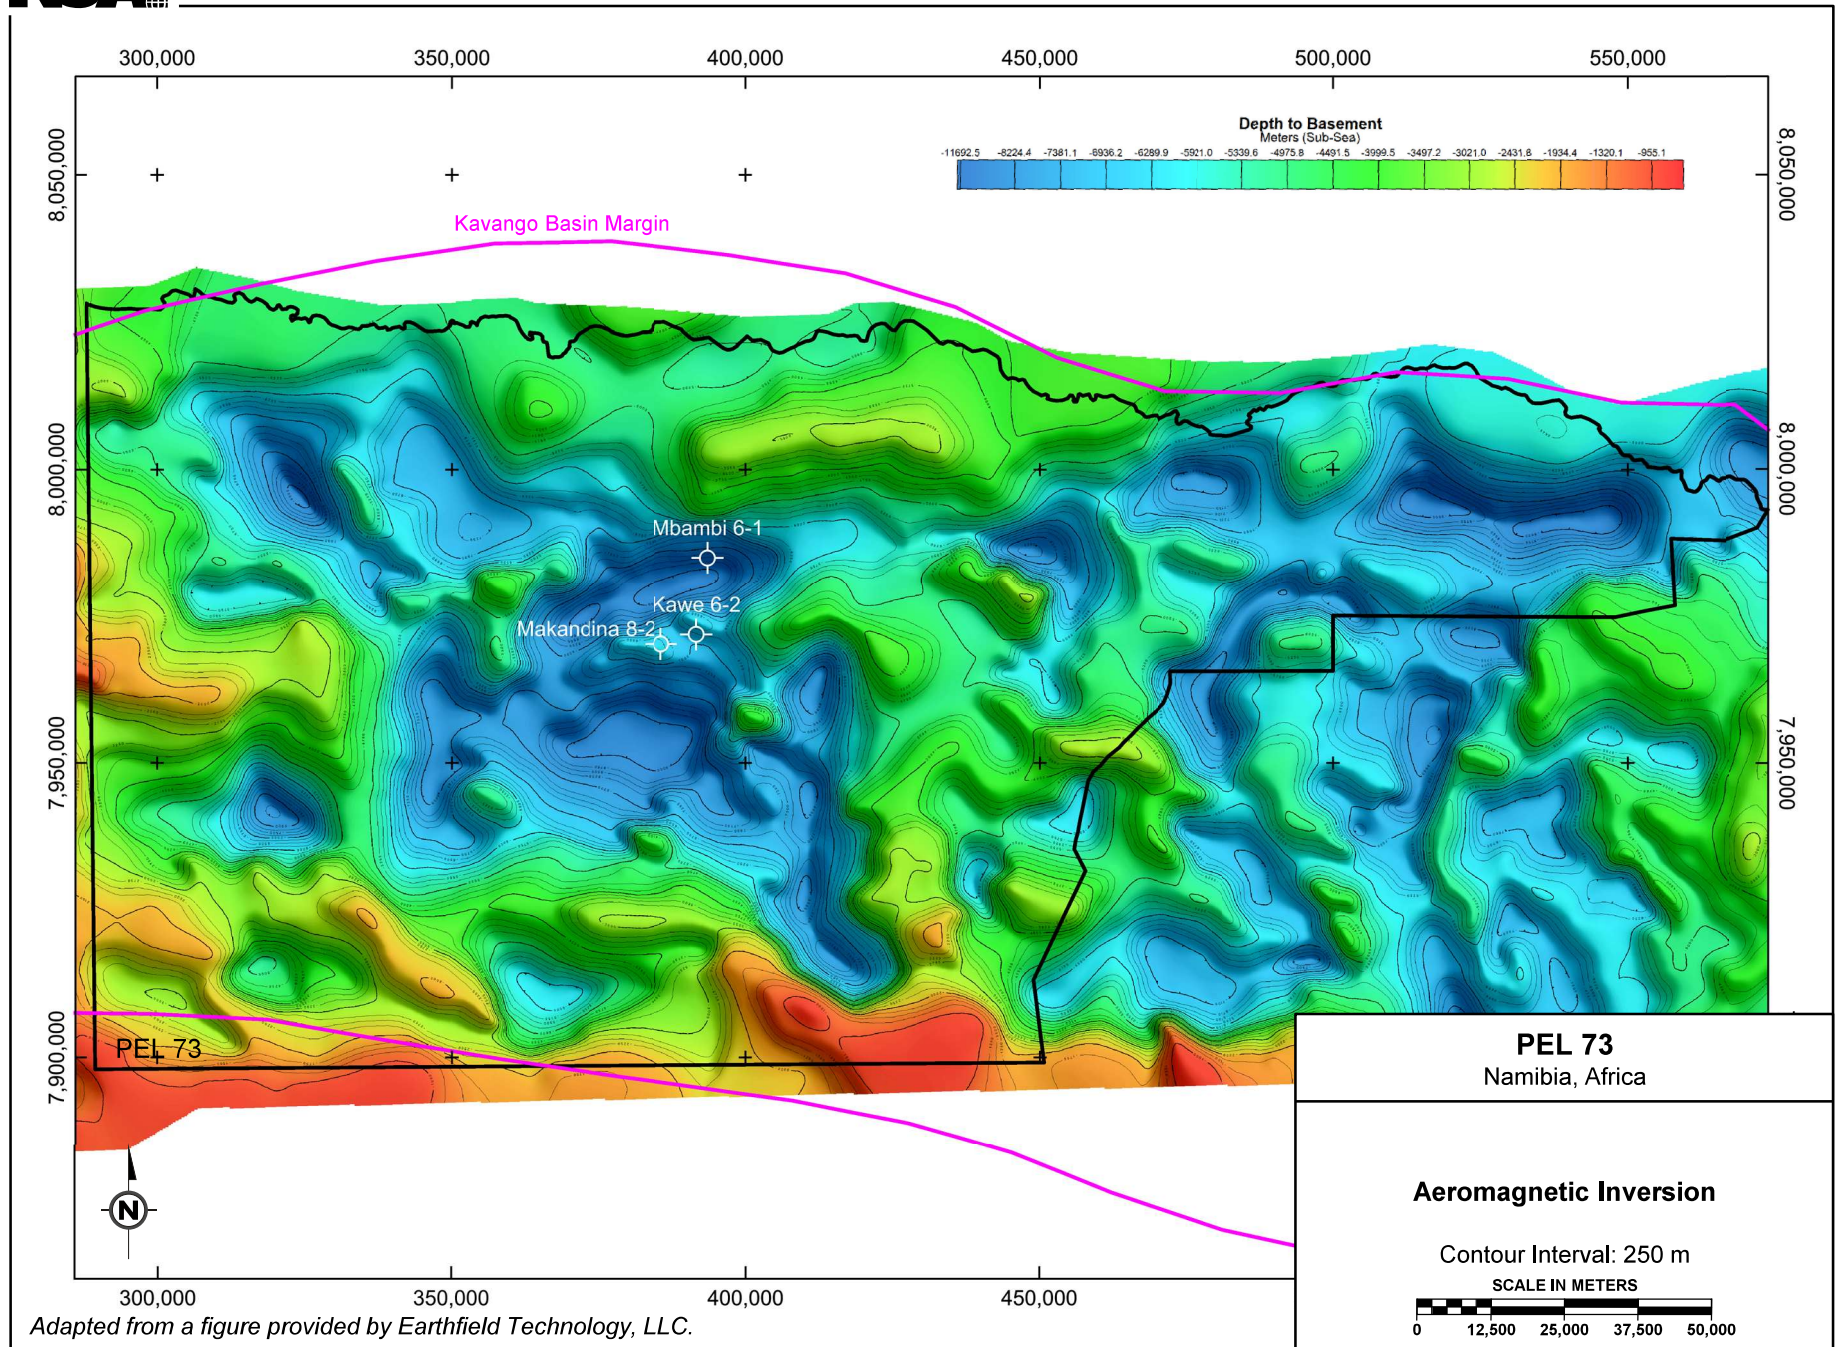 NSAI
300,000 350,000 400,000 450,000 500,000 550,000
8,050,000
8,000,000
7,950,000
7,900,000
Depth to Basement
Meters (Sub-Sea)
-11692.5 -8224.4 -7381.1 -6936.2 -6289.9 -5921.0 -5339.6 -4975.8 -4491.5 -3999.5 -3497.2 -3021.0 -2431.8 -1934.4 -1320.1 -955.1
8,050,000
8,000,000
7,950,000
Kavango Basin Margin
Mbambi 6-1
Kawe 6-2
Makandina 8-2
PEL 73
N
300,000 350,000 400,000 450,000
PEL 73
Namibia, Africa
Aeromagnetic Inversion
Contour Interval: 250 m
SCALE IN METERS
0 12,500 25,000 37,500 50,000
Adapted from a figure provided by Earthfield Technology, LLC.